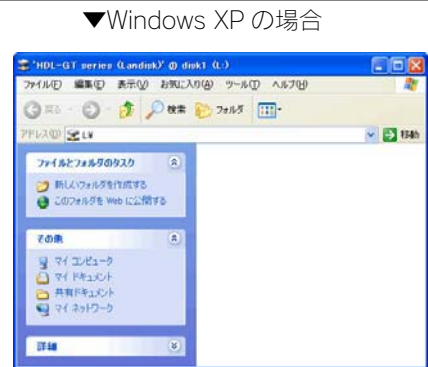 ▼Windows XP の場合
'HDL-GT series (Landisk)' の disk1 (L:)
ファイル(F) 編集(E) 表示(V) お気に入り(A) ツール(T) ヘルプ(H)
戻る 検索 フォルダ
アドレス(D) L:¥ 移動
ファイルとフォルダのタスク
新しいフォルダを作成する
このフォルダを Web に公開する
その他
マイ コンピュータ
マイ ドキュメント
共有ドキュメント
マイ ネットワーク
詳細